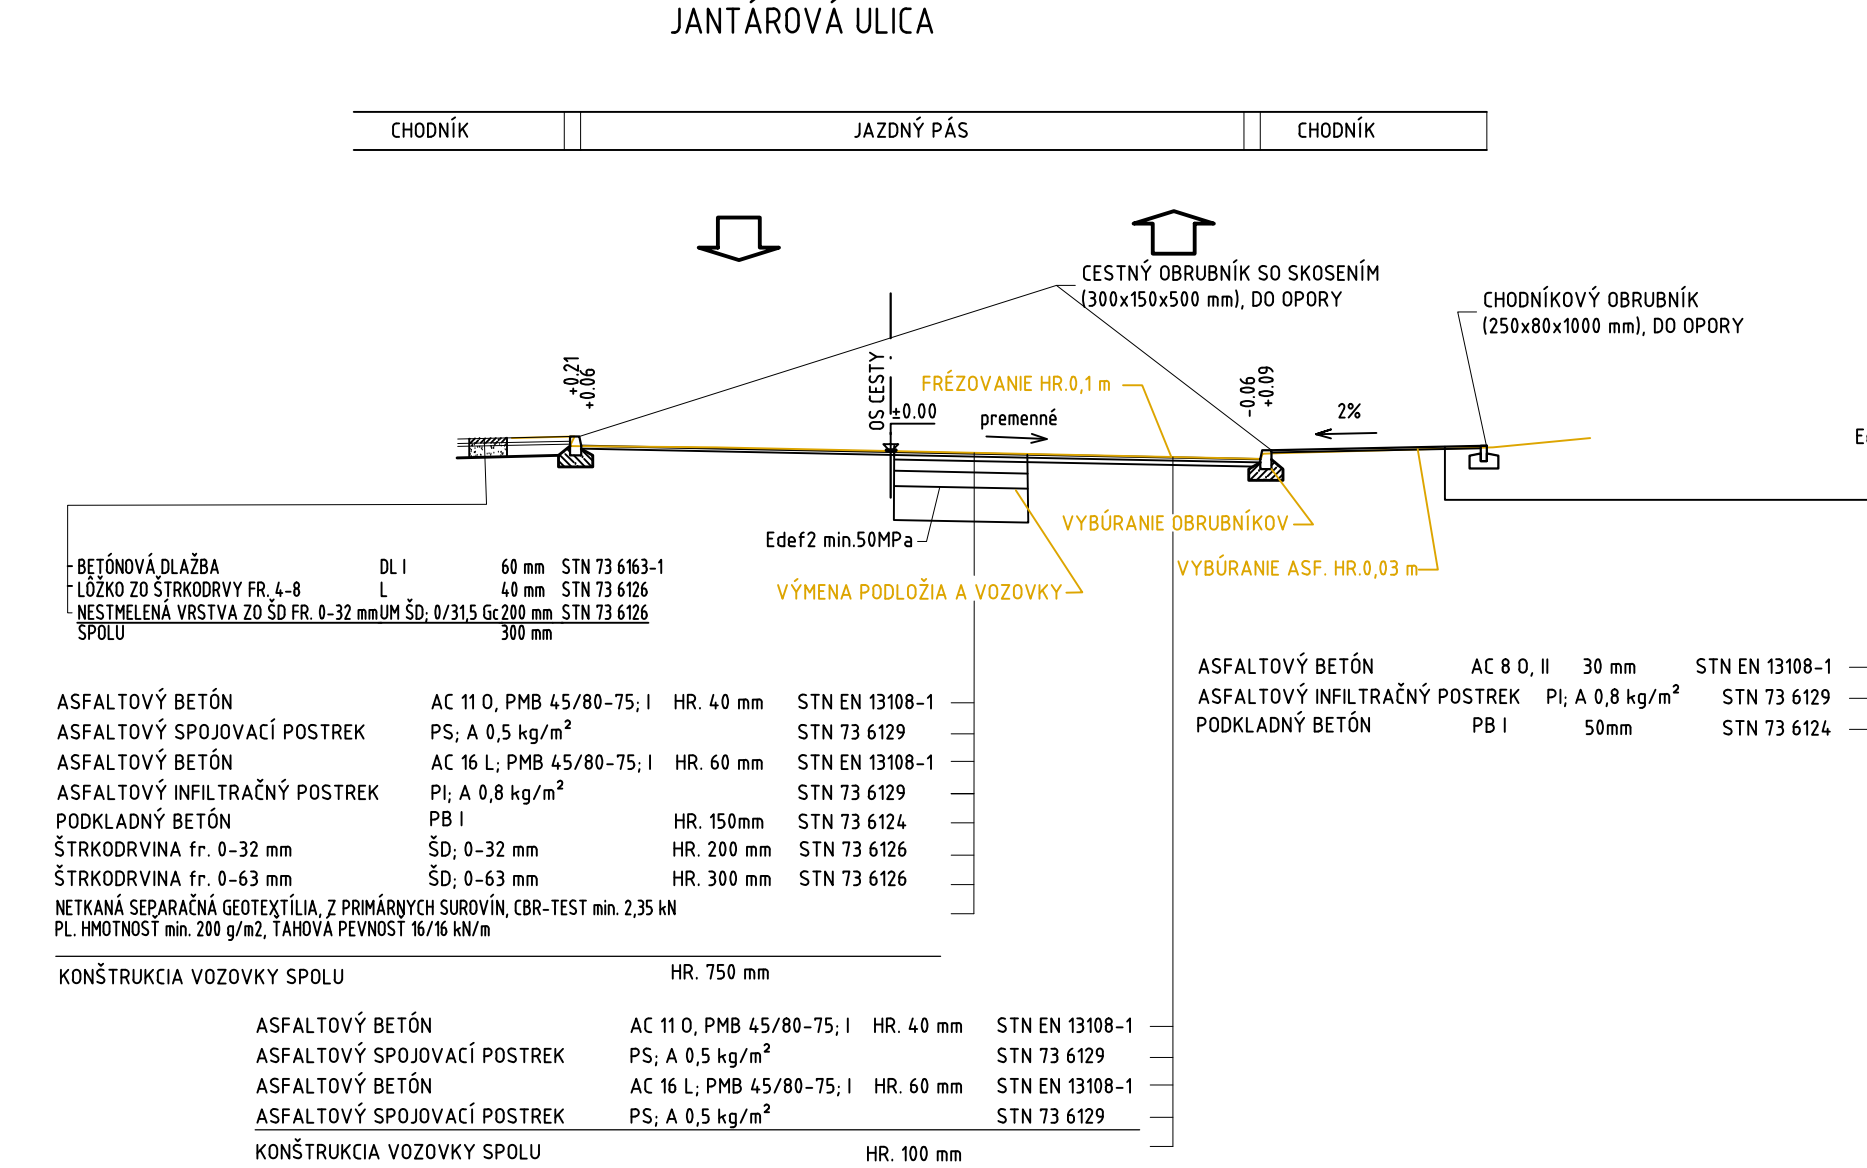 JANTÁROVÁ ULICA
CHODNÍK JAZDNÝ PÁS CHODNÍK
CESTNÝ OBRUBNÍK SO SKOSENÍM
(300x150x500 mm), DO OPORY
CHODNÍKOVÝ OBRUBNÍK
(250x80x1000 mm), DO OPORY
+0.21
+0.06
OS CESTY
±0.00
FRÉZOVANIE HR.0,1 m
premenné
-0.06
+0.09
2%
Edef2 min.50MPa
VYBÚRANIE OBRUBNÍKOV
VYBÚRANIE ASF. HR.0,03 m
VÝMENA PODLOŽIA A VOZOVKY
BETÓNOVÁ DLAŽBA DL I 60 mm STN 73 6163-1
LÔŽKO ZO ŠTRKODRVY FR. 4-8 L 40 mm STN 73 6126
NESTMELENÁ VRSTVA ZO ŠD FR. 0-32 mm UM ŠD; 0/31,5 Gc 200 mm STN 73 6126
SPOLU 300 mm
ASFALTOVÝ BETÓN AC 8 O, II 30 mm STN EN 13108-1
ASFALTOVÝ INFILTRAČNÝ POSTREK PI; A 0,8 kg/m² STN 73 6129
PODKLADNÝ BETÓN PB I 50mm STN 73 6124
ASFALTOVÝ BETÓN AC 11 O, PMB 45/80-75; I HR. 40 mm STN EN 13108-1
ASFALTOVÝ SPOJOVACÍ POSTREK PS; A 0,5 kg/m² STN 73 6129
ASFALTOVÝ BETÓN AC 16 L; PMB 45/80-75; I HR. 60 mm STN EN 13108-1
ASFALTOVÝ INFILTRAČNÝ POSTREK PI; A 0,8 kg/m² STN 73 6129
PODKLADNÝ BETÓN PB I HR. 150mm STN 73 6124
ŠTRKODRVINA fr. 0-32 mm ŠD; 0-32 mm HR. 200 mm STN 73 6126
ŠTRKODRVINA fr. 0-63 mm ŠD; 0-63 mm HR. 300 mm STN 73 6126
NETKANÁ SEPARAČNÁ GEOTEXTÍLIA, Z PRIMÁRNYCH SUROVÍN, CBR-TEST min. 2,35 kN
PL. HMOTNOSŤ min. 200 g/m2, ŤAHOVÁ PEVNOSŤ 16/16 kN/m
KONŠTRUKCIA VOZOVKY SPOLU HR. 750 mm
ASFALTOVÝ BETÓN AC 11 O, PMB 45/80-75; I HR. 40 mm STN EN 13108-1
ASFALTOVÝ SPOJOVACÍ POSTREK PS; A 0,5 kg/m² STN 73 6129
ASFALTOVÝ BETÓN AC 16 L; PMB 45/80-75; I HR. 60 mm STN EN 13108-1
ASFALTOVÝ SPOJOVACÍ POSTREK PS; A 0,5 kg/m² STN 73 6129
KONŠTRUKCIA VOZOVKY SPOLU HR. 100 mm